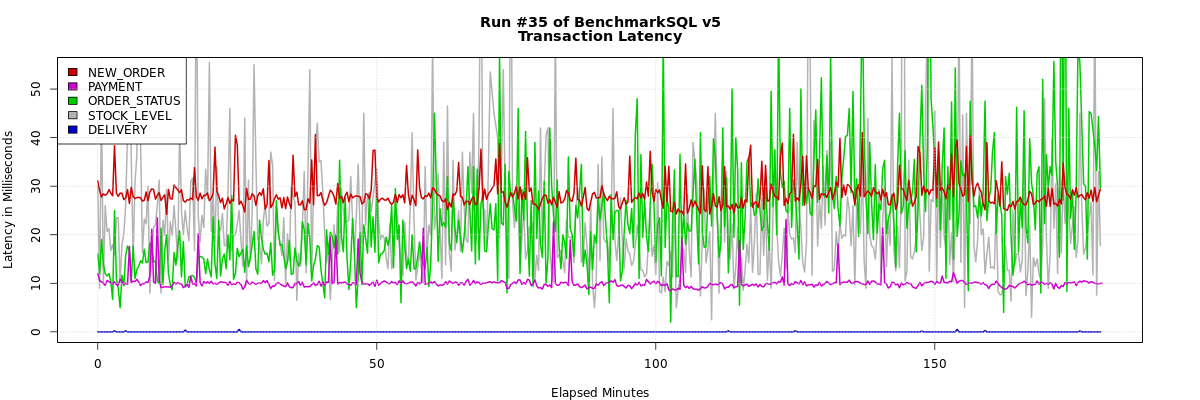 Run #35 of BenchmarkSQL v5
Transaction Latency
NEW_ORDER
PAYMENT
ORDER_STATUS
STOCK_LEVEL
DELIVERY
Latency in Milliseconds
50
40
30
20
10
0
0 50 100 150
Elapsed Minutes